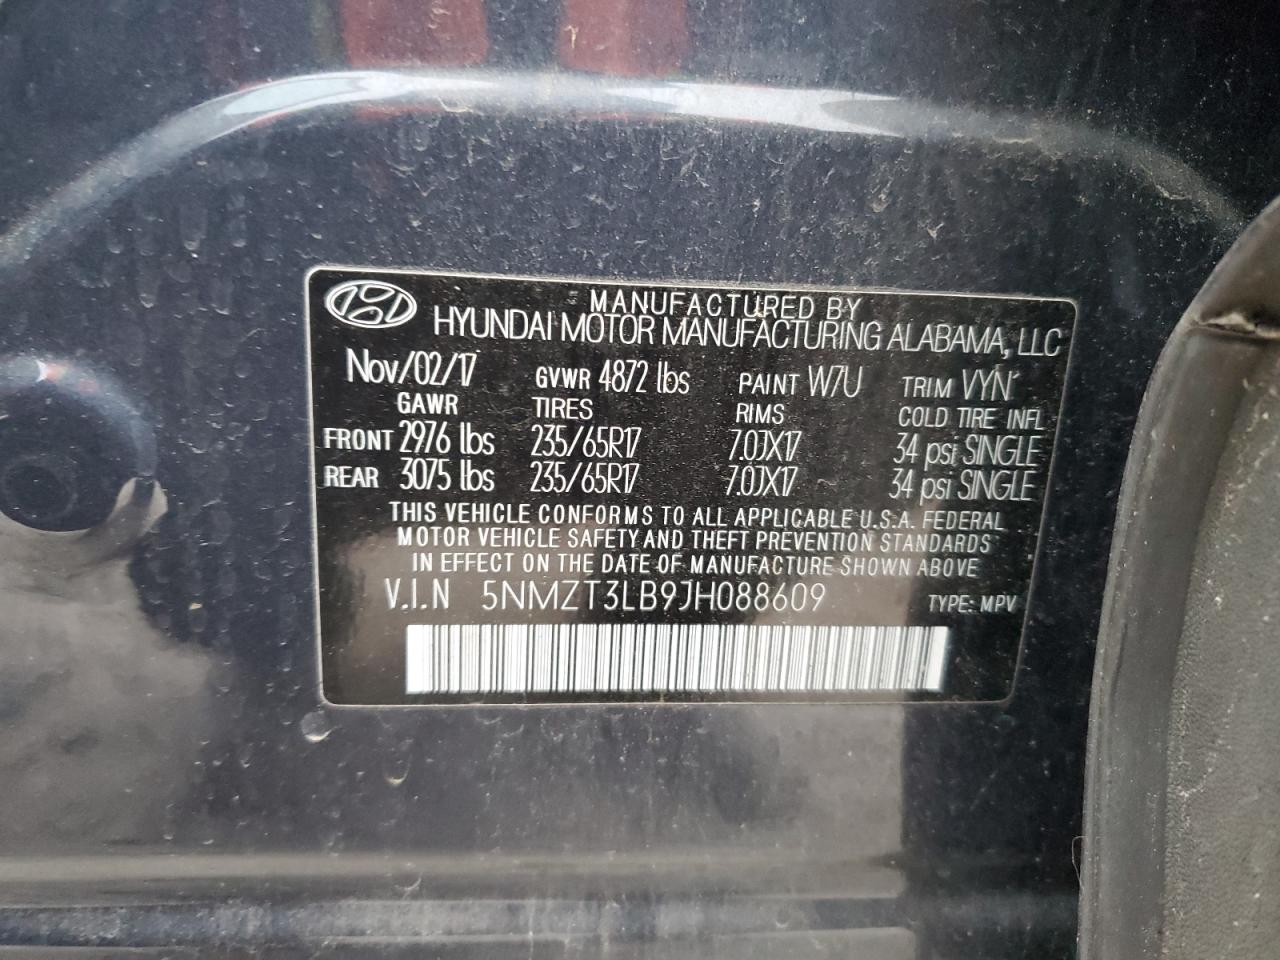 MANUFACTURED BY
HYUNDAI MOTOR MANUFACTURING ALABAMA, LLC
Nov/02/17 GVWR 4872 lbs PAINT W7U TRIM VYN
GAWR TIRES RIMS COLD TIRE INFL
FRONT 2976 lbs 235/65R17 7.0JX17 34 psi SINGLE
REAR 3075 lbs 235/65R17 7.0JX17 34 psi SINGLE
THIS VEHICLE CONFORMS TO ALL APPLICABLE U.S.A. FEDERAL
MOTOR VEHICLE SAFETY AND THEFT PREVENTION STANDARDS
IN EFFECT ON THE DATE OF MANUFACTURE SHOWN ABOVE
V.I.N 5NMZT3LB9JH088609 TYPE: MPV